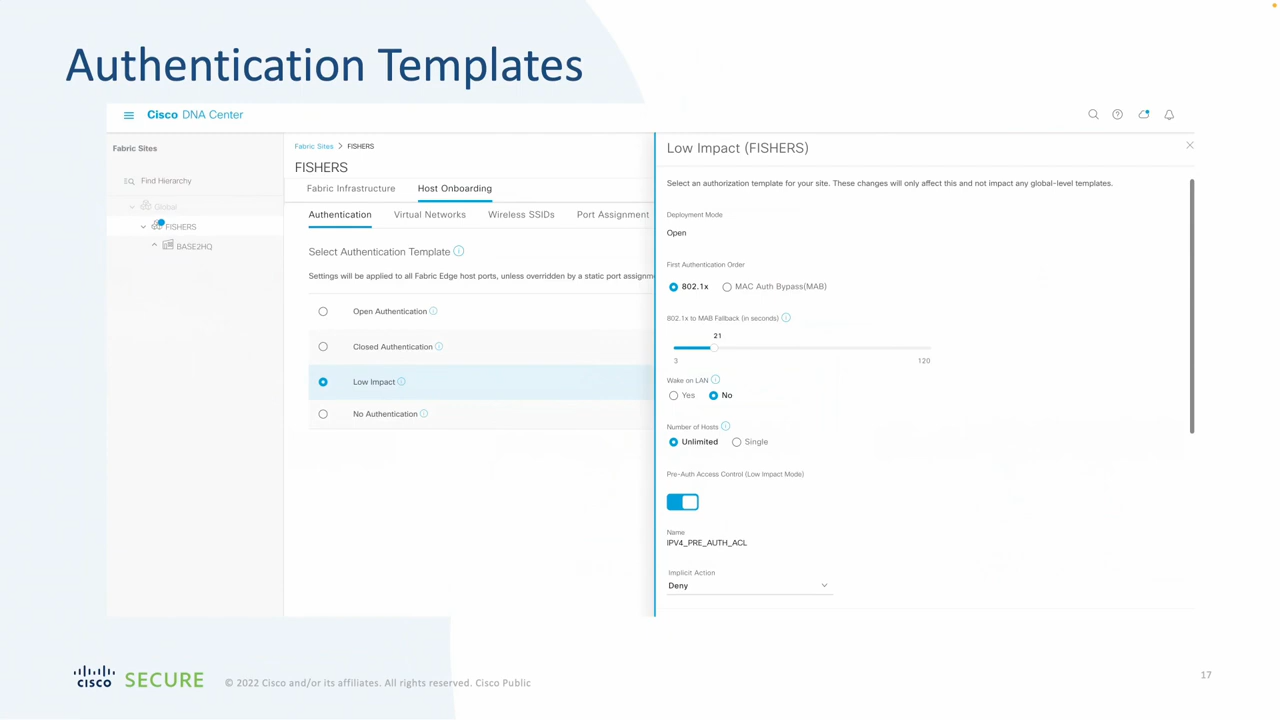 Authentication Templates
Cisco DNA Center
Fabric Sites
Find Hierarchy
Global
FISHERS
BASE2HQ
Fabric Sites > FISHERS
FISHERS
Fabric Infrastructure Host Onboarding
Authentication Virtual Networks Wireless SSIDs Port Assignment
Select Authentication Template
Settings will be applied to all Fabric Edge host ports, unless overridden by a static port assignme
Open Authentication
Closed Authentication
Low Impact
No Authentication
Low Impact (FISHERS)
Select an authorization template for your site. These changes will only affect this and not impact any global-level templates.
Deployment Mode
Open
First Authentication Order
802.1x MAC Auth Bypass(MAB)
802.1x to MAB Fallback (in seconds)
21
3 120
Wake on LAN
Yes No
Number of Hosts
Unlimited Single
Pre-Auth Access Control (Low Impact Mode)
Name
IPV4_PRE_AUTH_ACL
Implicit Action
Deny
CISCO SECURE © 2022 Cisco and/or its affiliates. All rights reserved. Cisco Public
17